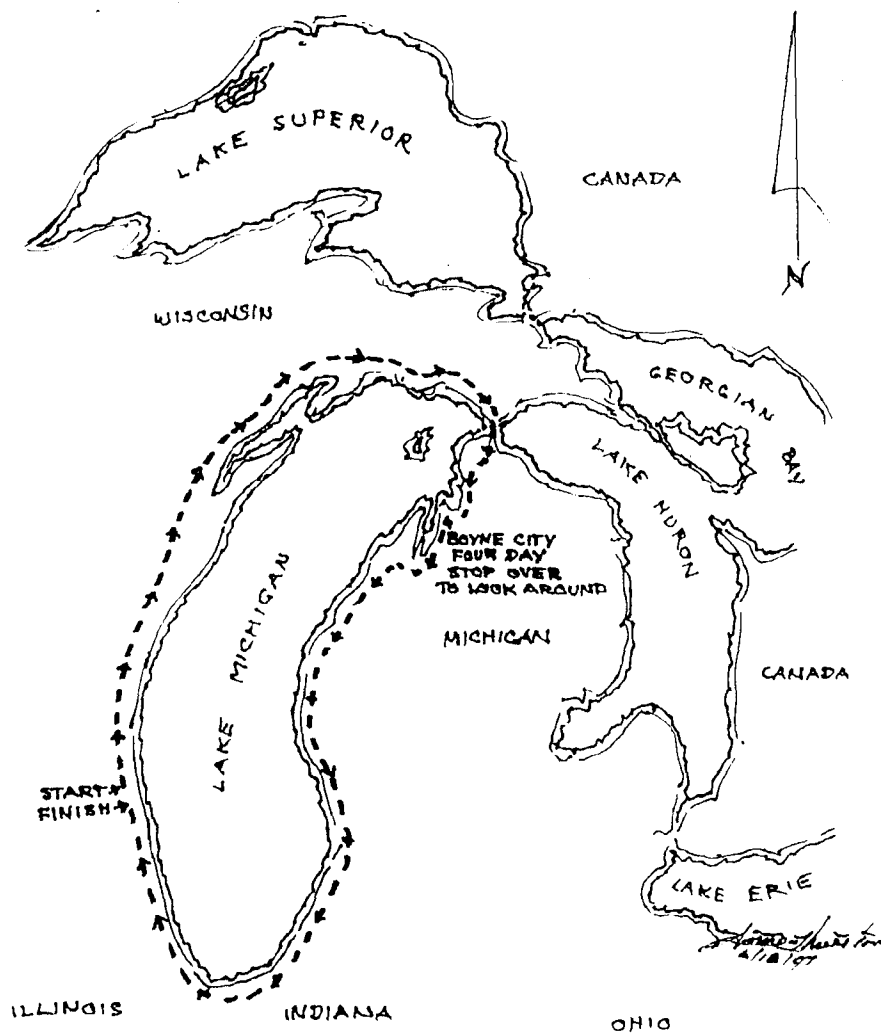 LAKE SUPERIOR
CANADA
N
WISCONSIN
GEORGIAN
BAY
LAKE HURON
BOYNE CITY
FOUR DAY
STOP OVER
TO LOOK AROUND
LAKE MICHIGAN
MICHIGAN
CANADA
START
FINISH
LAKE ERIE
ILLINOIS
INDIANA
OHIO